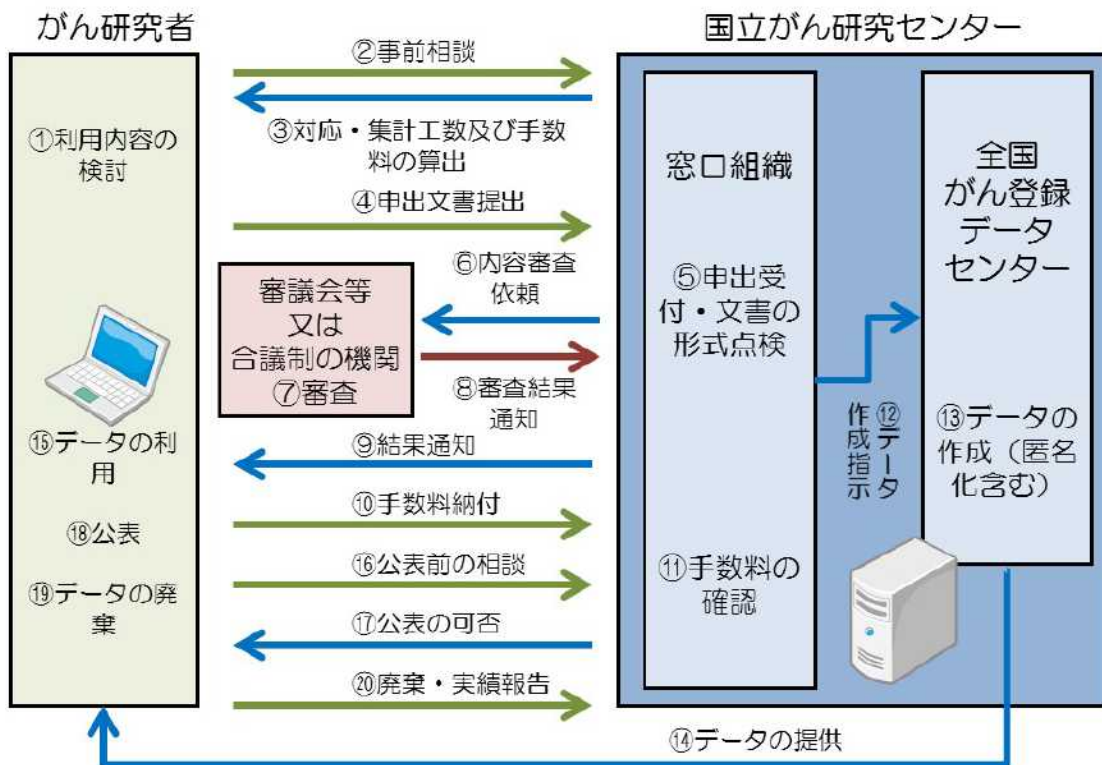 がん研究者
国立がん研究センター
①利用内容の
検討
②事前相談
③対応・集計工数及び手数
料の算出
④申出文書提出
窓口組織
全国
がん登録
データ
センター
⑤申出受
付・文書の
形式点検
⑥内容審査
依頼
審議会等
又は
合議制の機関
⑦審査
⑧審査結果
通知
⑨結果通知
⑩手数料納付
⑪手数料の
確認
⑫データ
作成指示
⑬データの
作成（匿名
化含む）
⑭データの提供
⑮データの利
用
⑯公表前の相談
⑰公表の可否
⑱公表
⑲データの廃
棄
⑳廃棄・実績報告